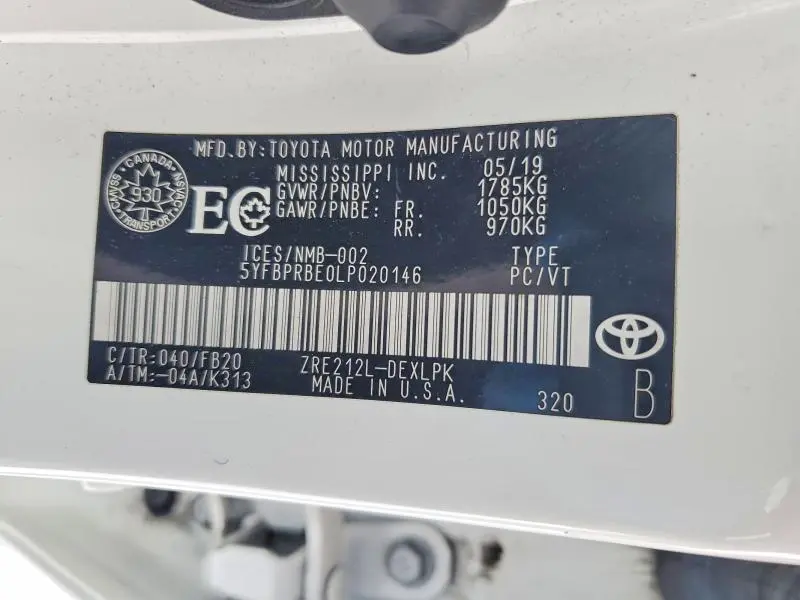 MFD. BY: TOYOTA MOTOR MANUFACTURING
MISSISSIPPI INC. 05/19
GVWR/PNBV: 1785KG
GAWR/PNBE: FR. 1050KG
RR. 970KG
CANADA
930
TRANSPORT
CMVSS
NSVAC
EC
ICES/NMB-002 TYPE
5YFBPRBE0LP020146 PC/VT
C/TR: 040/FB20 ZRE212L-DEXLPK
A/TM: -04A/K313 MADE IN U.S.A. 320 B